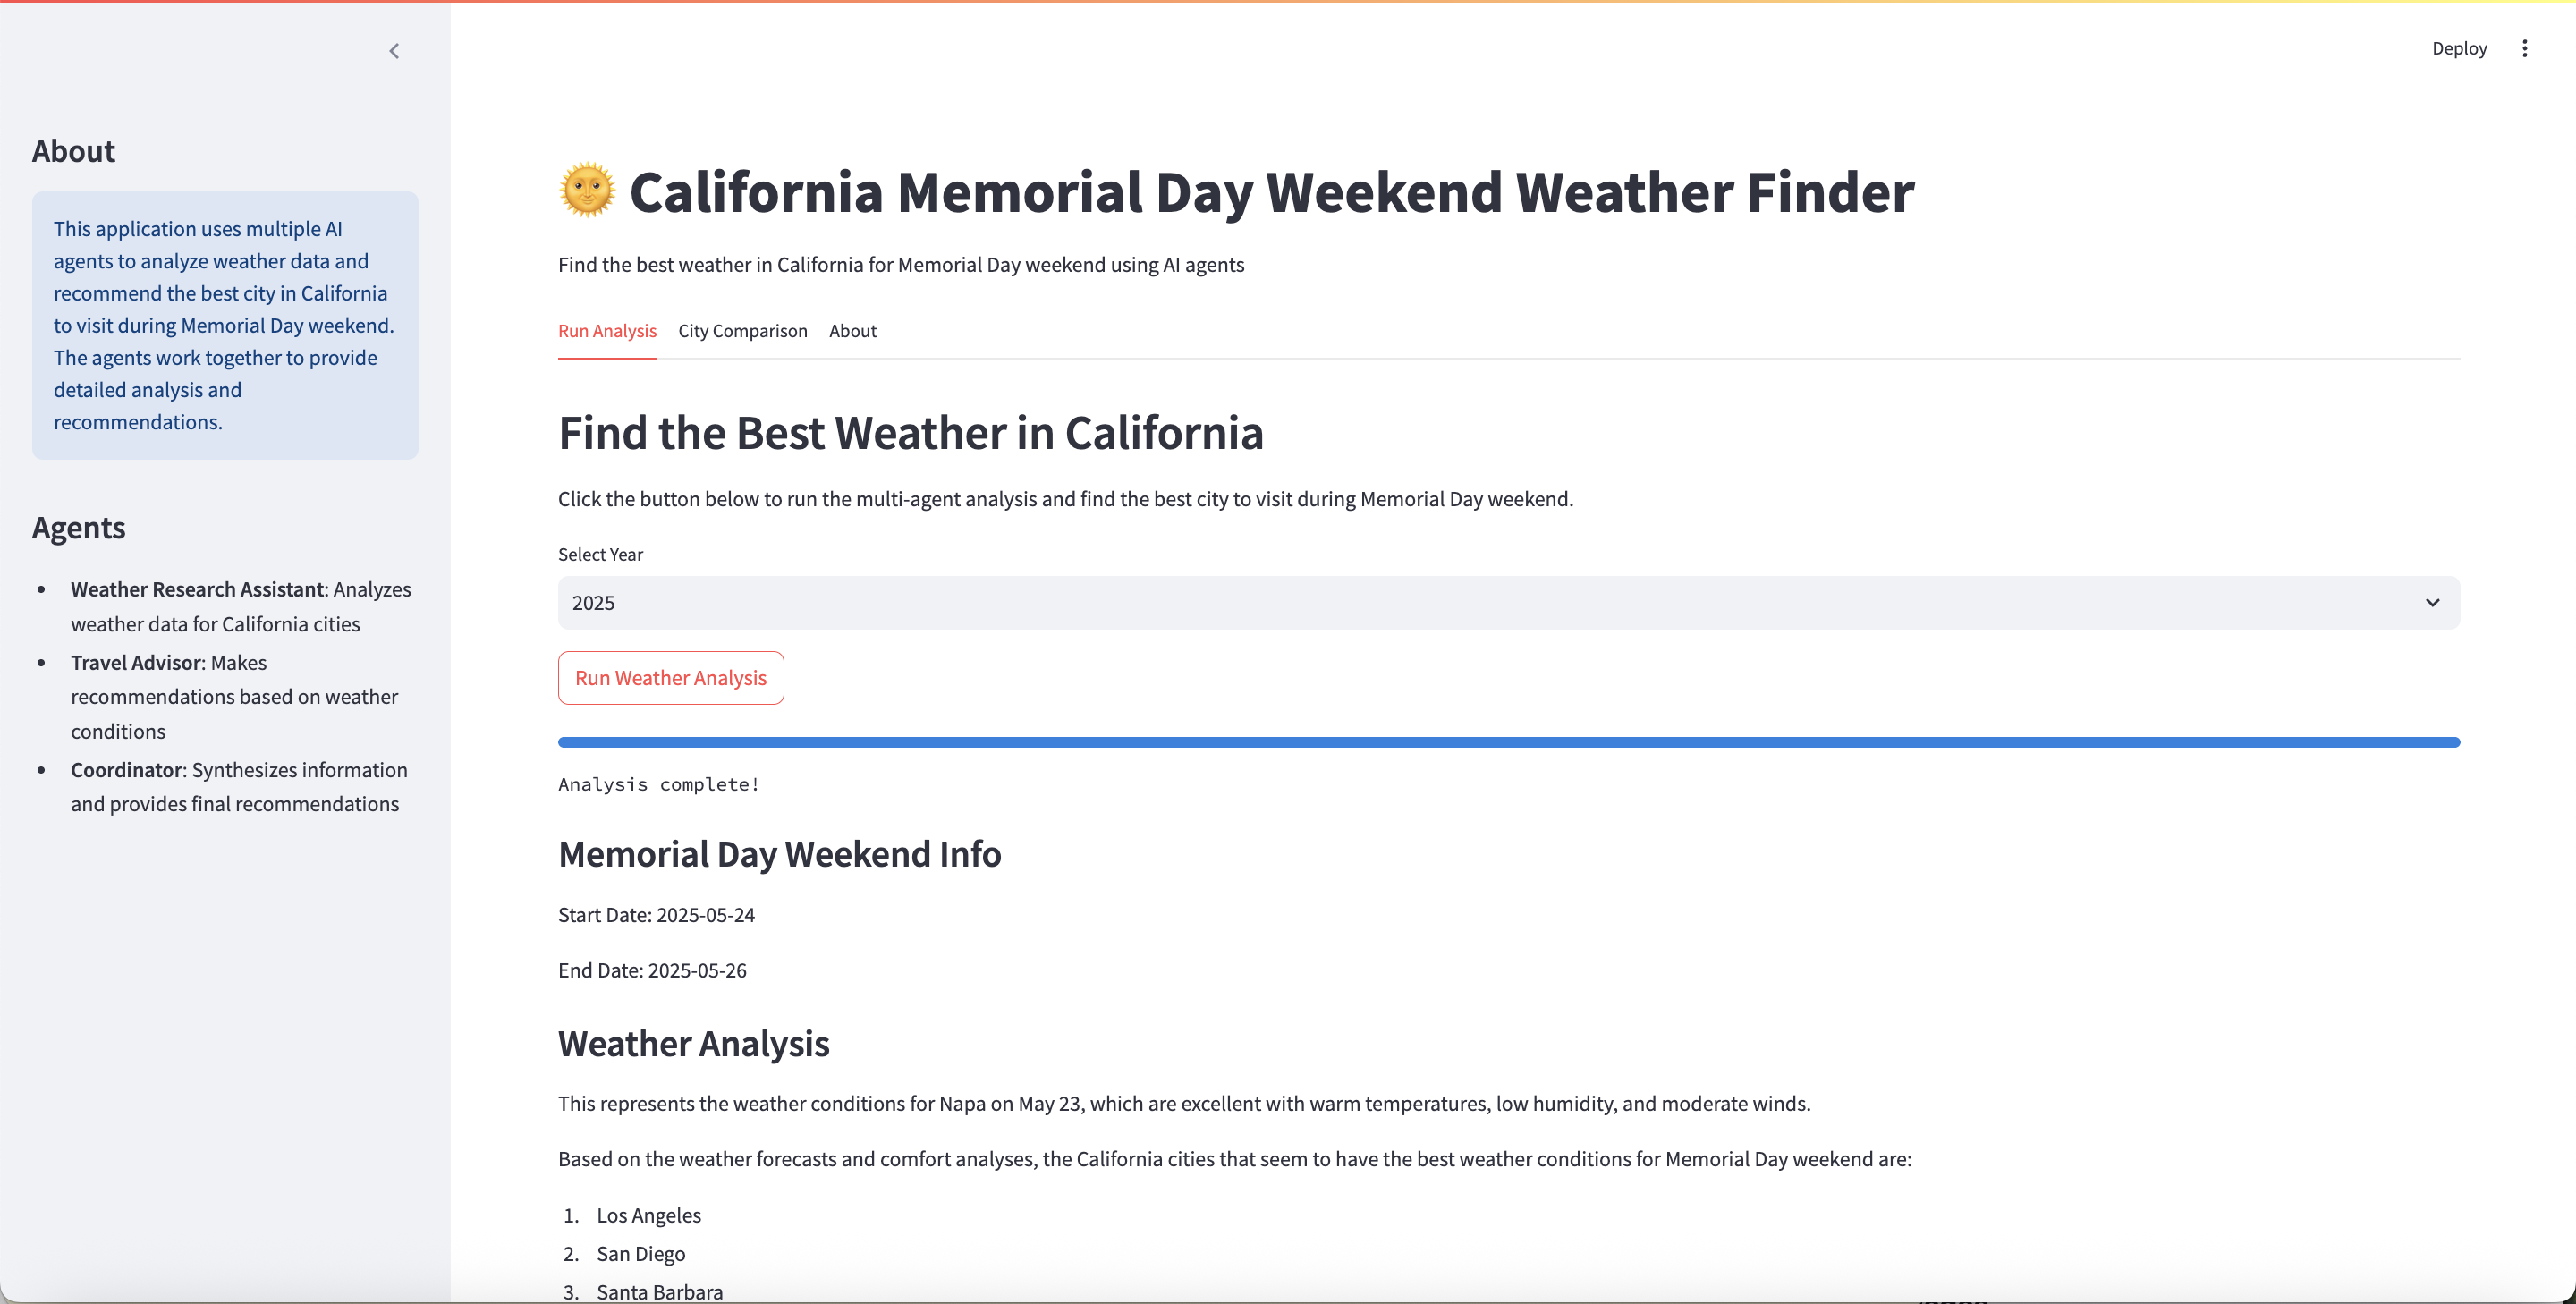 Deploy
About
This application uses multiple AI
agents to analyze weather data and
recommend the best city in California
to visit during Memorial Day weekend.
The agents work together to provide
detailed analysis and
recommendations.
Agents
• Weather Research Assistant: Analyzes
weather data for California cities
• Travel Advisor: Makes
recommendations based on weather
conditions
• Coordinator: Synthesizes information
and provides final recommendations
🌞 California Memorial Day Weekend Weather Finder
Find the best weather in California for Memorial Day weekend using AI agents
Run Analysis City Comparison About
Find the Best Weather in California
Click the button below to run the multi-agent analysis and find the best city to visit during Memorial Day weekend.
Select Year
2025
Run Weather Analysis
Analysis complete!
Memorial Day Weekend Info
Start Date: 2025-05-24
End Date: 2025-05-26
Weather Analysis
This represents the weather conditions for Napa on May 23, which are excellent with warm temperatures, low humidity, and moderate winds.
Based on the weather forecasts and comfort analyses, the California cities that seem to have the best weather conditions for Memorial Day weekend are:
1. Los Angeles
2. San Diego
3. Santa Barbara